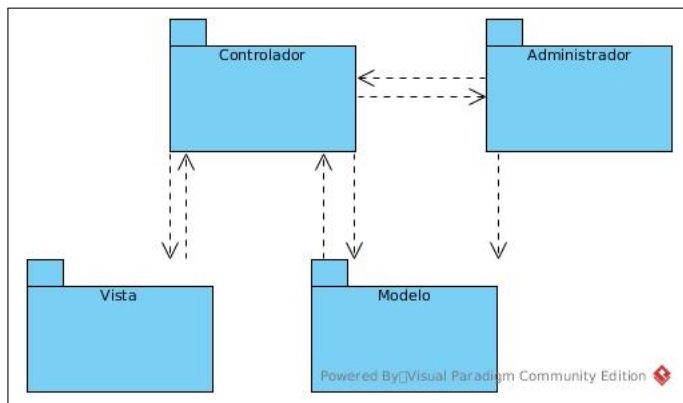 Controlador
Administrador
Vista
Modelo
Powered By▯Visual Paradigm Community Edition